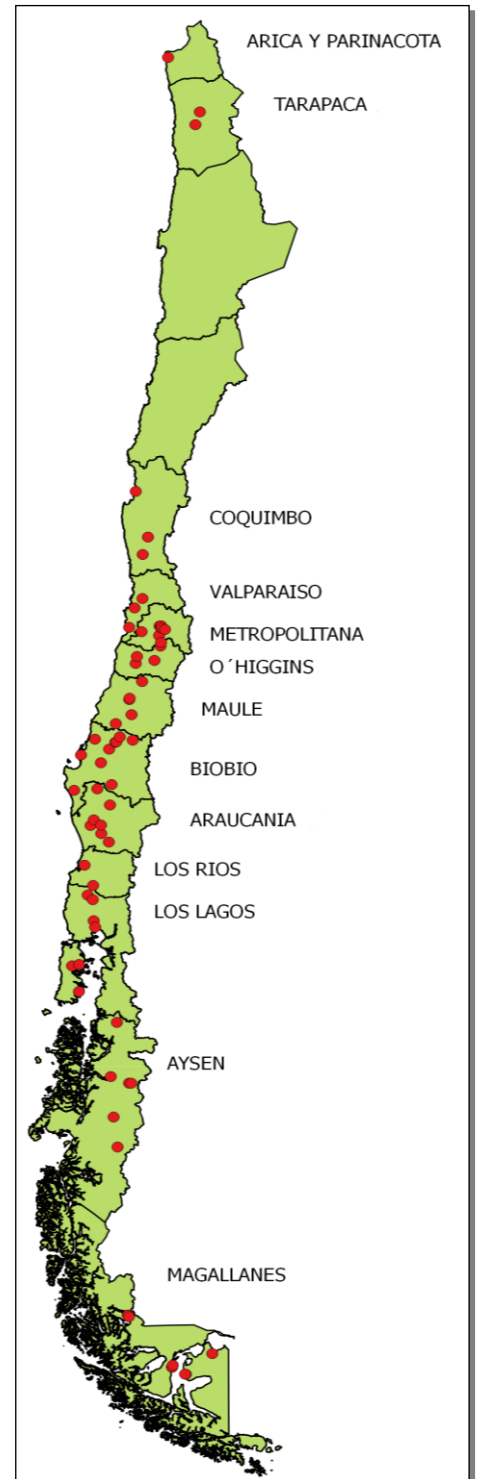 ARICA Y PARINACOTA
TARAPACA
COQUIMBO
VALPARAISO
METROPOLITANA
O´HIGGINS
MAULE
BIOBIO
ARAUCANIA
LOS RIOS
LOS LAGOS
AYSEN
MAGALLANES